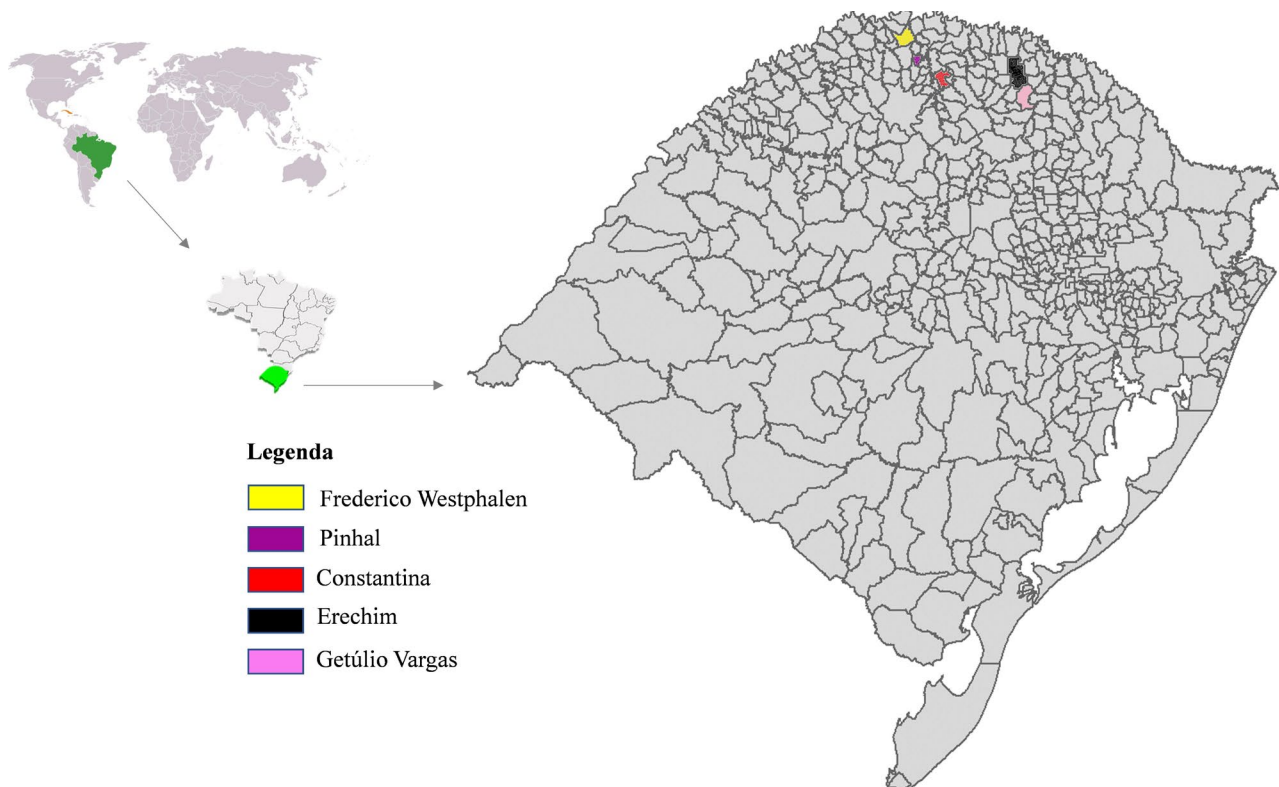 Legenda
Frederico Westphalen
Pinhal
Constantina
Erechim
Getúlio Vargas